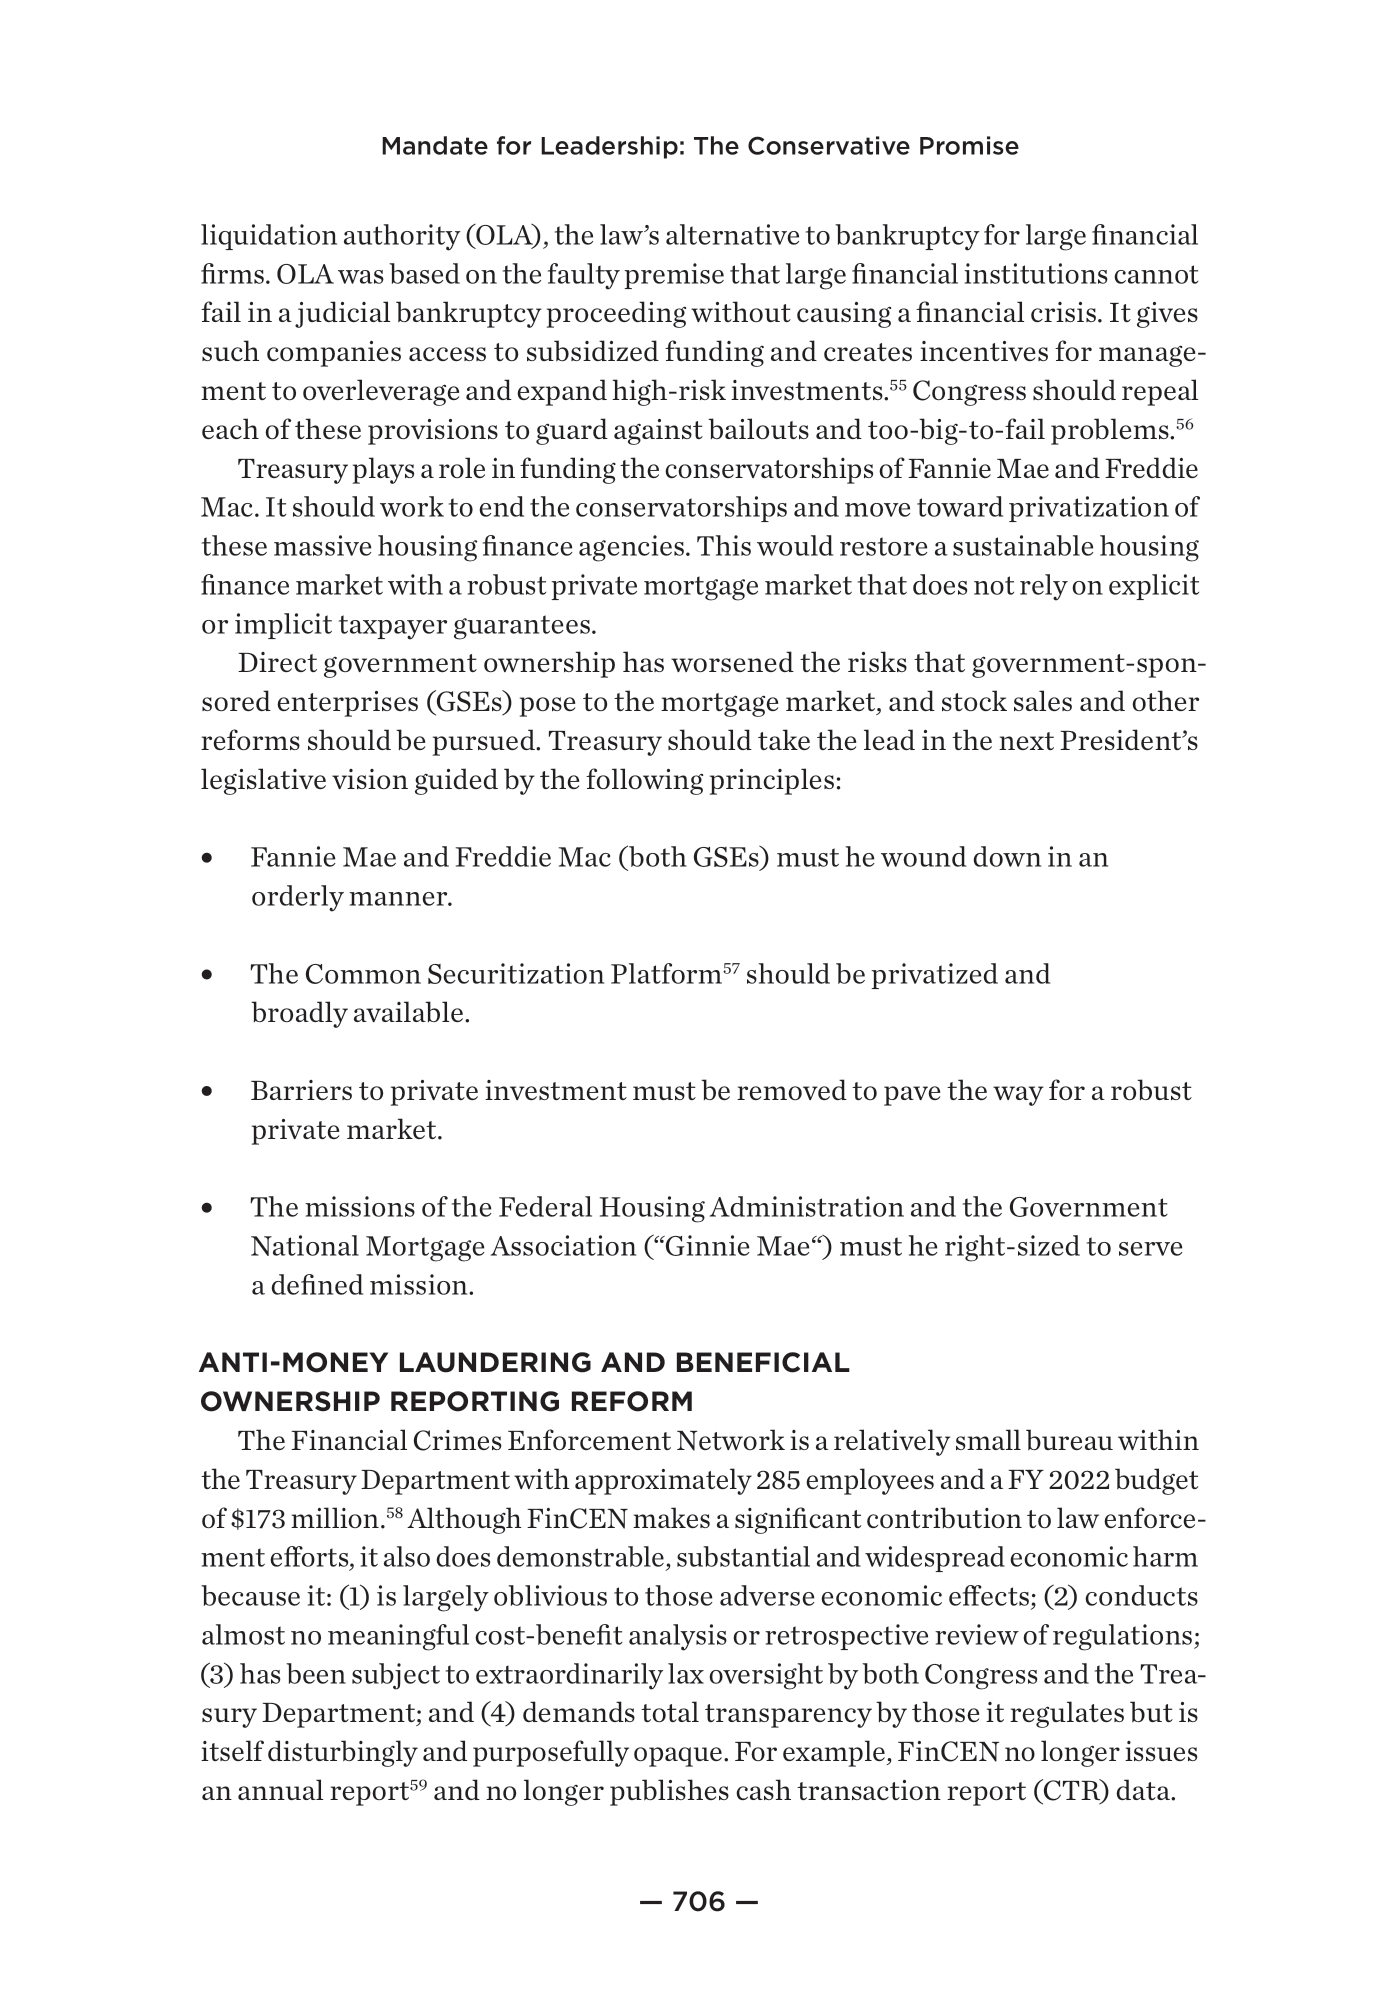 Mandate for Leadership: The Conservative Promise
liquidation authority (OLA), the law’s alternative to bankruptcy for large financial
firms. OLA was based on the faulty premise that large financial institutions cannot
fail in a judicial bankruptcy proceeding without causing a financial crisis. It gives
such companies access to subsidized funding and creates incentives for manage-
ment to overleverage and expand high-risk investments.55 Congress should repeal
each of these provisions to guard against bailouts and too-big-to-fail problems.56
Treasury plays a role in funding the conservatorships of Fannie Mae and Freddie
Mac. It should work to end the conservatorships and move toward privatization of
these massive housing finance agencies. This would restore a sustainable housing
finance market with a robust private mortgage market that does not rely on explicit
or implicit taxpayer guarantees.
Direct government ownership has worsened the risks that government-spon-
sored enterprises (GSEs) pose to the mortgage market, and stock sales and other
reforms should be pursued. Treasury should take the lead in the next President’s
legislative vision guided by the following principles:
• Fannie Mae and Freddie Mac (both GSEs) must he wound down in an
orderly manner.
• The Common Securitization Platform57 should be privatized and
broadly available.
• Barriers to private investment must be removed to pave the way for a robust
private market.
• The missions of the Federal Housing Administration and the Government
National Mortgage Association (“Ginnie Mae“) must he right-sized to serve
a defined mission.
ANTI-MONEY LAUNDERING AND BENEFICIAL
OWNERSHIP REPORTING REFORM
The Financial Crimes Enforcement Network is a relatively small bureau within
the Treasury Department with approximately 285 employees and a FY 2022 budget
of $173 million.58 Although FinCEN makes a significant contribution to law enforce-
ment efforts, it also does demonstrable, substantial and widespread economic harm
because it: (1) is largely oblivious to those adverse economic effects; (2) conducts
almost no meaningful cost-benefit analysis or retrospective review of regulations;
(3) has been subject to extraordinarily lax oversight by both Congress and the Trea-
sury Department; and (4) demands total transparency by those it regulates but is
itself disturbingly and purposefully opaque. For example, FinCEN no longer issues
an annual report59 and no longer publishes cash transaction report (CTR) data.
— 706 —